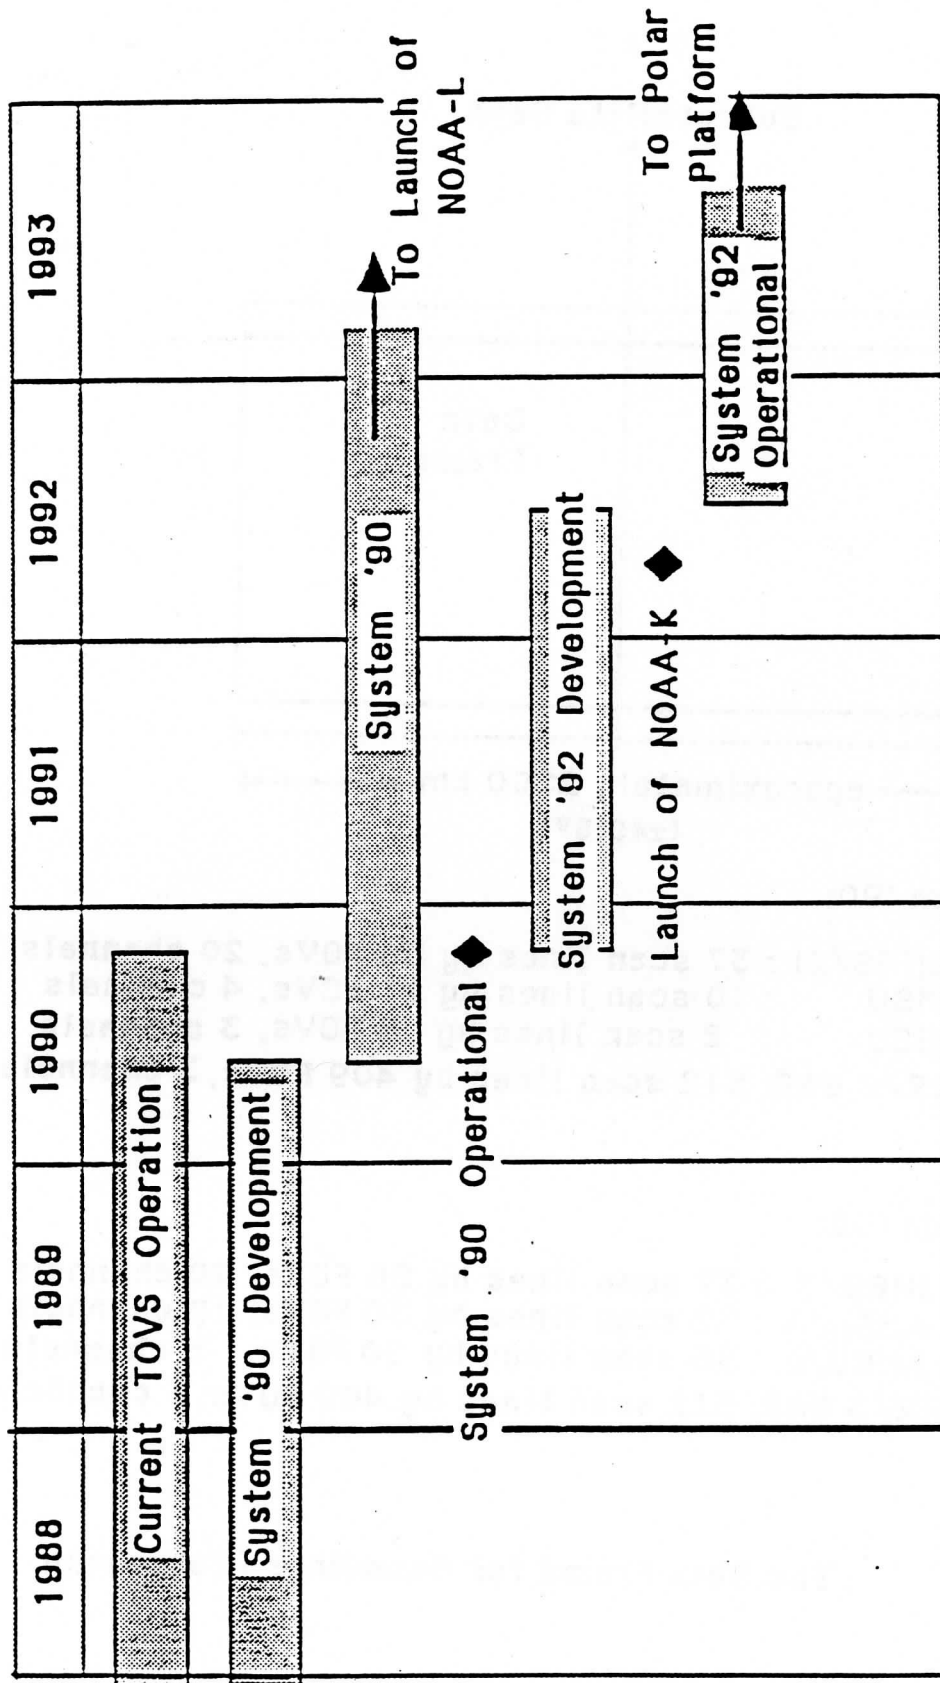 1988 1989 1990 1991 1992 1993
Current TOVS Operation
System '90 Development
System '90
To Launch of
NOAA-L
System '90 Operational
System '92 Development
Launch of NOAA-K
To Polar
Platform
System '92
Operational